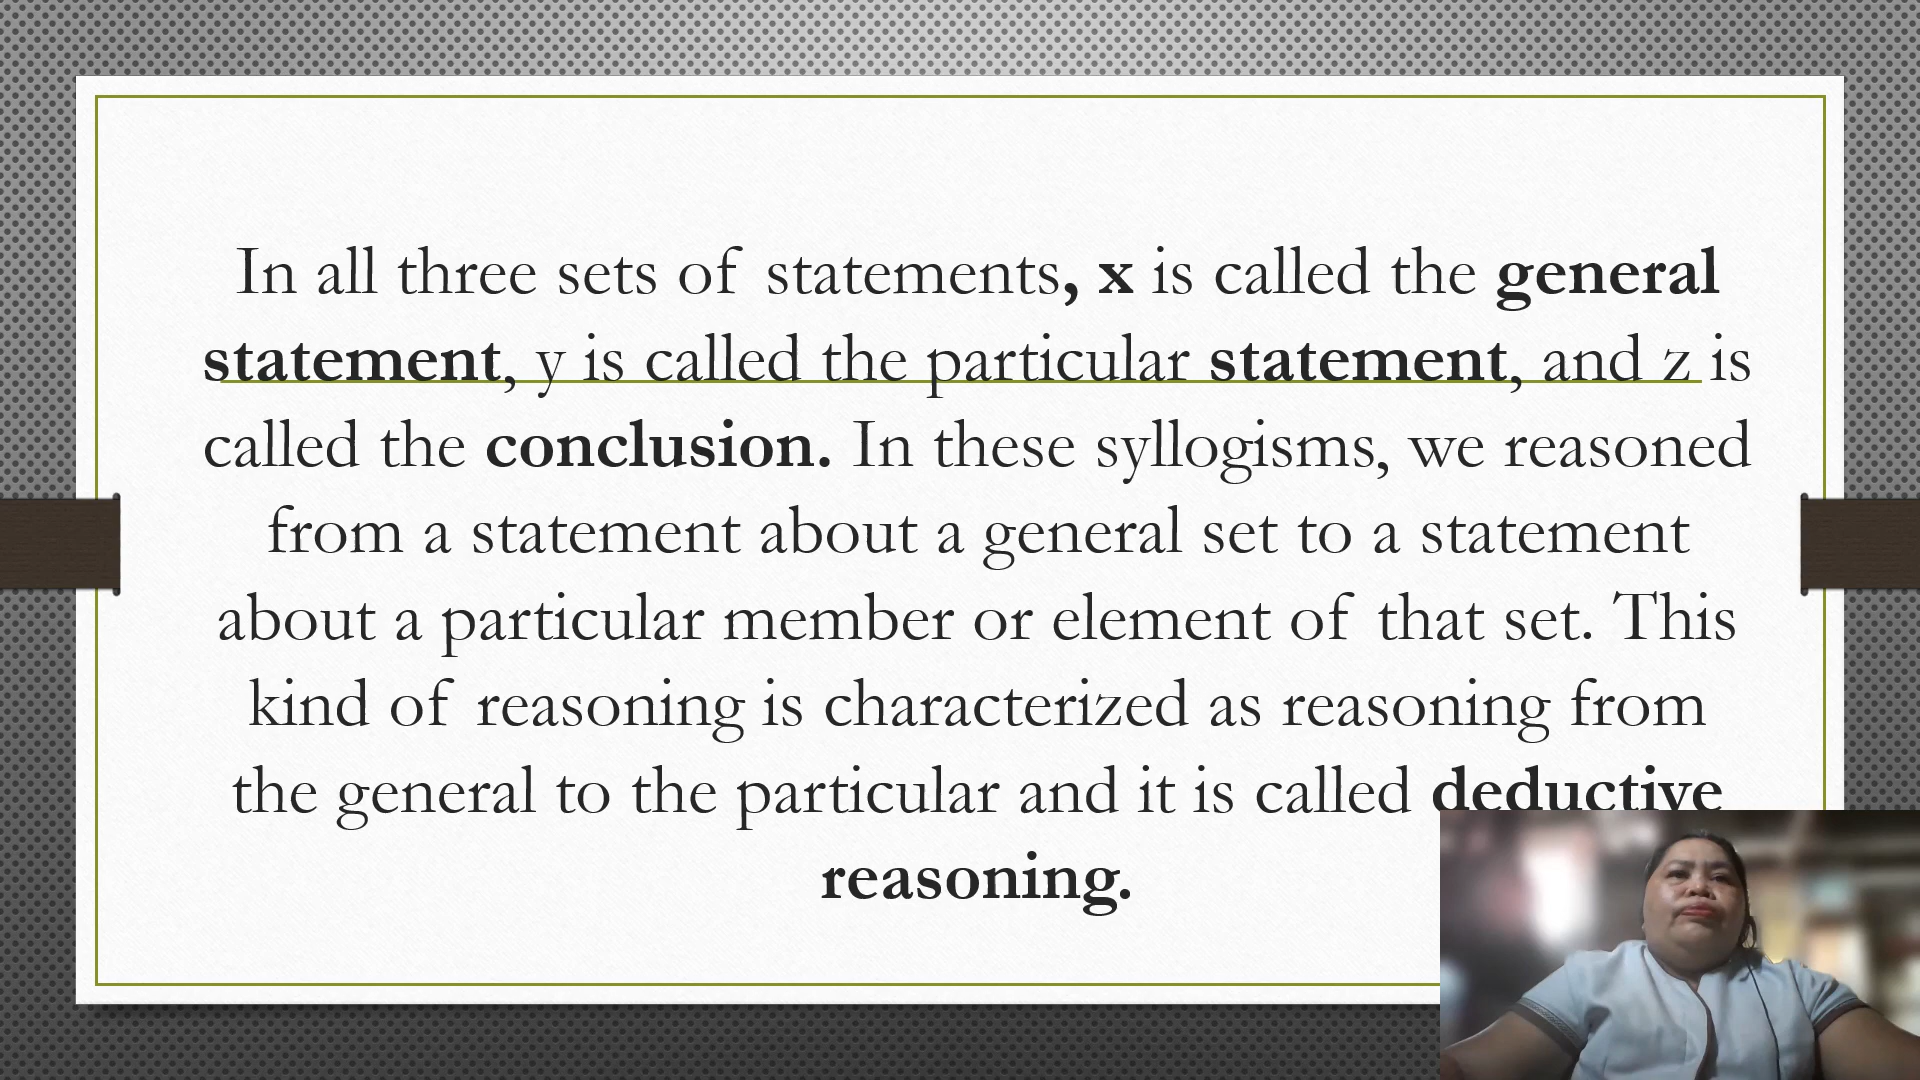 In all three sets of statements, x is called the general
statement, y is called the particular statement, and z is
called the conclusion. In these syllogisms, we reasoned
from a statement about a general set to a statement
about a particular member or element of that set. This
kind of reasoning is characterized as reasoning from
the general to the particular and it is called deductive
reasoning.